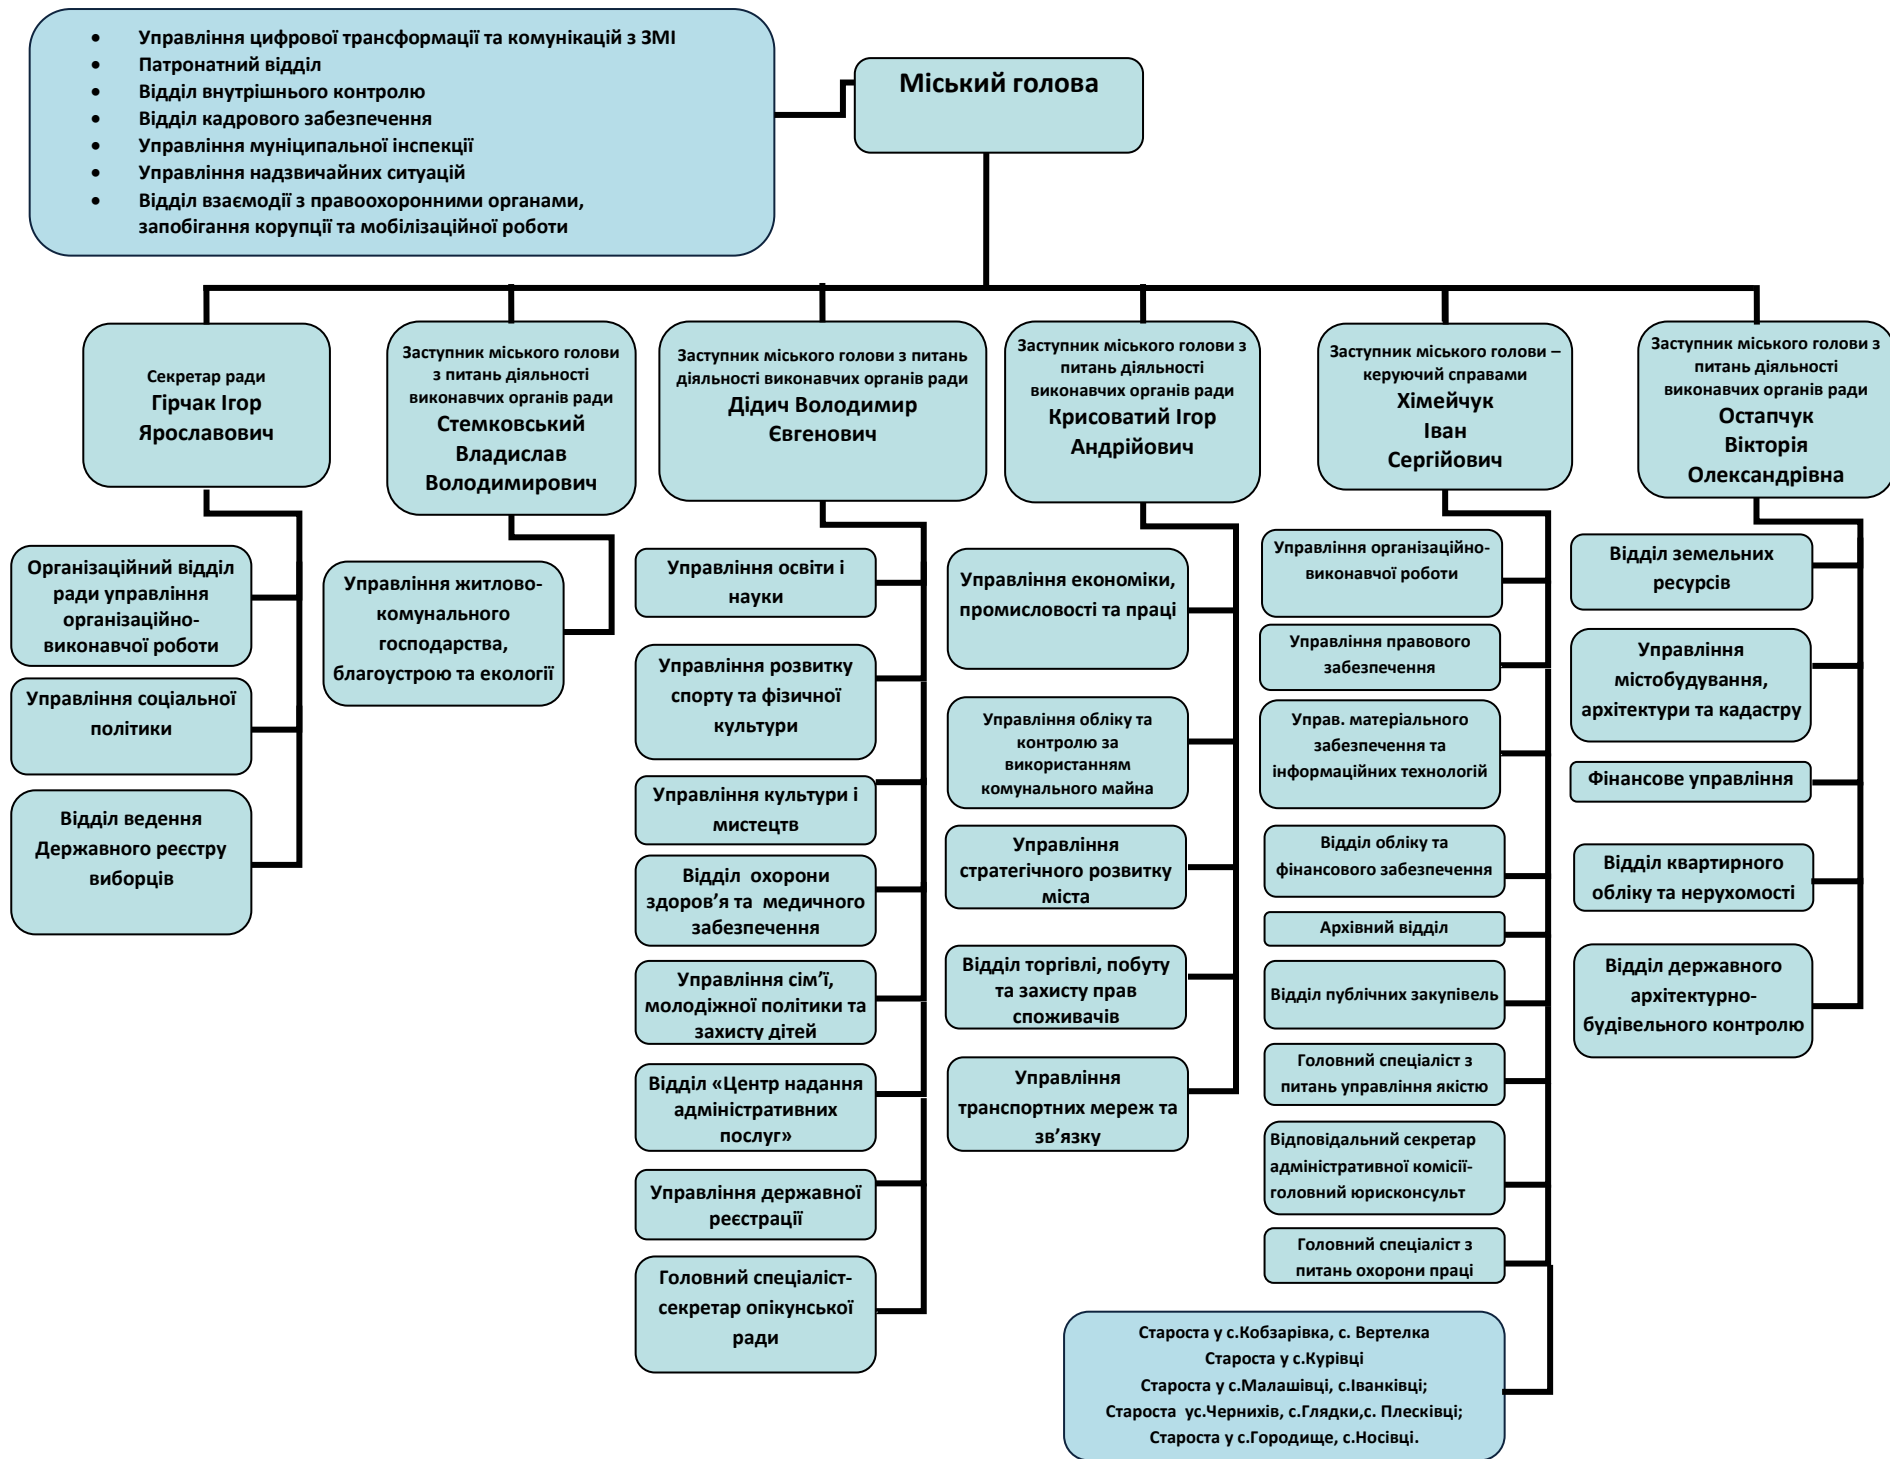 • Управління цифрової трансформації та комунікацій з ЗМІ
• Патронатний відділ
• Відділ внутрішнього контролю
• Відділ кадрового забезпечення
• Управління муніципальної інспекції
• Управління надзвичайних ситуацій
• Відділ взаємодії з правоохоронними органами,
запобігання корупції та мобілізаційної роботи
Міський голова
Секретар ради
Гірчак Ігор
Ярославович
Заступник міського голови
з питань діяльності
виконавчих органів ради
Стемковський
Владислав
Володимирович
Заступник міського голови з питань
діяльності виконавчих органів ради
Дідич Володимир
Євгенович
Заступник міського голови з
питань діяльності
виконавчих органів ради
Крисоватий Ігор
Андрійович
Заступник міського голови –
керуючий справами
Хімейчук
Іван
Сергійович
Заступник міського голови з
питань діяльності
виконавчих органів ради
Остапчук
Вікторія
Олександрівна
Організаційний відділ
ради управління
організаційно-
виконавчої роботи
Управління соціальної
політики
Відділ ведення
Державного реєстру
виборців
Управління житлово-
комунального
господарства,
благоустрою та екології
Управління освіти і
науки
Управління розвитку
спорту та фізичної
культури
Управління культури і
мистецтв
Відділ охорони
здоров’я та медичного
забезпечення
Управління сім’ї,
молодіжної політики та
захисту дітей
Відділ «Центр надання
адміністративних
послуг»
Управління державної
реєстрації
Головний спеціаліст-
секретар опікунської
ради
Управління економіки,
промисловості та праці
Управління обліку та
контролю за
використанням
комунального майна
Управління
стратегічного розвитку
міста
Відділ торгівлі, побуту
та захисту прав
споживачів
Управління
транспортних мереж та
зв’язку
Управління організаційно-
виконавчої роботи
Управління правового
забезпечення
Управ. матеріального
забезпечення та
інформаційних технологій
Відділ обліку та
фінансового забезпечення
Архівний відділ
Відділ публічних закупівель
Головний спеціаліст з
питань управління якістю
Відповідальний секретар
адміністративної комісії-
головний юрисконсульт
Головний спеціаліст з
питань охорони праці
Староста у с.Кобзарівка, с. Вертелка
Староста у с.Курівці
Староста у с.Малашівці, с.Іванківці;
Староста ус.Чернихів, с.Глядки,с. Плесківці;
Староста у с.Городище, с.Носівці.
Відділ земельних
ресурсів
Управління
містобудування,
архітектури та кадастру
Фінансове управління
Відділ квартирного
обліку та нерухомості
Відділ державного
архітектурно-
будівельного контролю